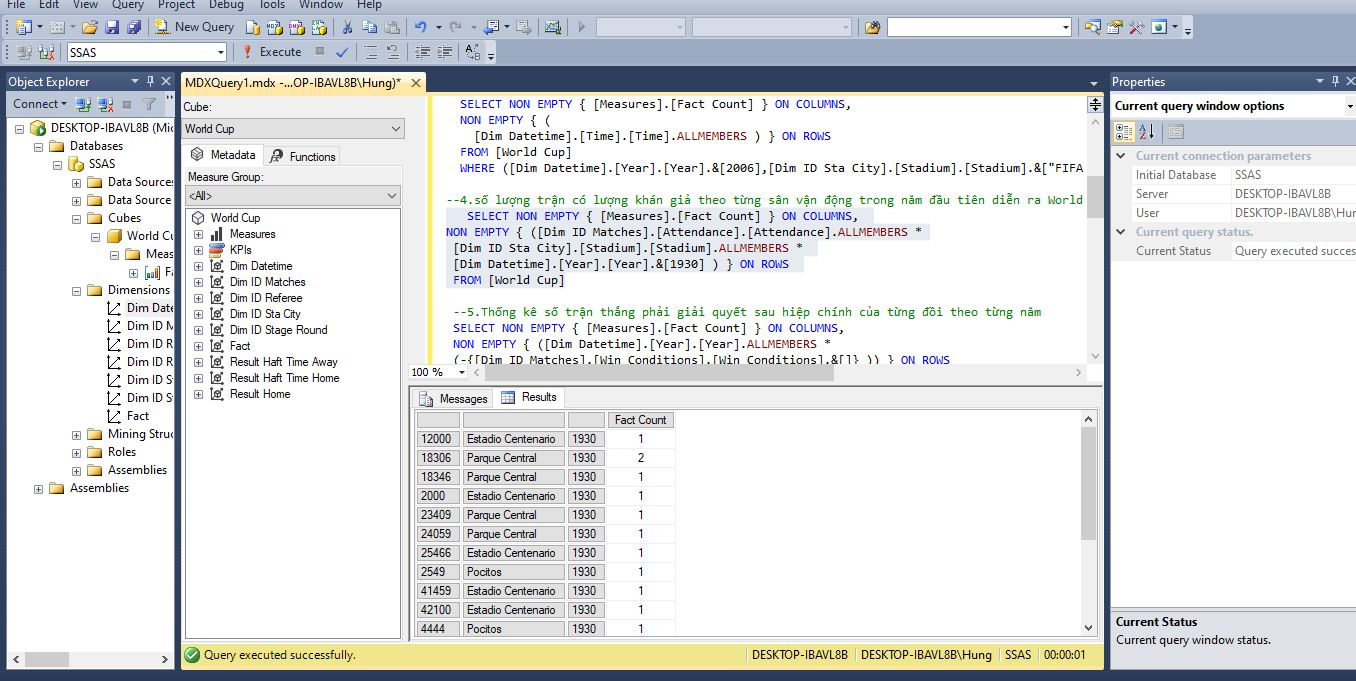 File Edit View Query Project Debug Tools Window Help
New Query
SSAS Execute
Object Explorer
Connect
DESKTOP-IBAVL8B (Mic
Databases
SSAS
Data Sources
Data Source
Cubes
World Cu
Meas
F
Dimensions
Dim Date
Dim ID M
Dim ID R
Dim ID R
Dim ID S
Dim ID S
Fact
Mining Struc
Roles
Assemblies
Assemblies
MDXQuery1.mdx -...OP-IBAVL8B\Hung)*
Cube:
World Cup
Metadata Functions
Measure Group:
<All>
World Cup
Measures
KPIs
Dim Datetime
Dim ID Matches
Dim ID Referee
Dim ID Sta City
Dim ID Stage Round
Fact
Result Haft Time Away
Result Haft Time Home
Result Home
SELECT NON EMPTY { [Measures].[Fact Count] } ON COLUMNS,
NON EMPTY { (
[Dim Datetime].[Time].[Time].ALLMEMBERS ) } ON ROWS
FROM [World Cup]
WHERE ([Dim Datetime].[Year].[Year].&[2006],[Dim ID Sta City].[Stadium].[Stadium].&["FIFA
--4.số lượng trận có lượng khán giả theo từng sân vận động trong năm đầu tiên diễn ra World
SELECT NON EMPTY { [Measures].[Fact Count] } ON COLUMNS,
NON EMPTY { ([Dim ID Matches].[Attendance].[Attendance].ALLMEMBERS *
[Dim ID Sta City].[Stadium].[Stadium].ALLMEMBERS *
[Dim Datetime].[Year].[Year].&[1930] ) } ON ROWS
FROM [World Cup]
--5.Thống kê số trận thắng phải giải quyết sau hiệp chính của từng đồi theo từng năm
SELECT NON EMPTY { [Measures].[Fact Count] } ON COLUMNS,
NON EMPTY { ([Dim Datetime].[Year].[Year].ALLMEMBERS *
(-{[Dim ID Matches].[Win Conditions].[Win Conditions].&[]} )) } ON ROWS
100 %
Messages Results
Fact Count
12000 Estadio Centenario 1930 1
18306 Parque Central 1930 2
18346 Parque Central 1930 1
2000 Estadio Centenario 1930 1
23409 Parque Central 1930 1
24059 Parque Central 1930 1
25466 Estadio Centenario 1930 1
2549 Pocitos 1930 1
41459 Estadio Centenario 1930 1
42100 Estadio Centenario 1930 1
4444 Pocitos 1930 1
Query executed successfully. DESKTOP-IBAVL8B DESKTOP-IBAVL8B\Hung SSAS 00:00:01
Properties
Current query window options
Current connection parameters
Initial Database SSAS
Server DESKTOP-IBAVL8B
User DESKTOP-IBAVL8B\Hur
Current query status.
Current Status Query executed succes
Current Status
Current query window status.